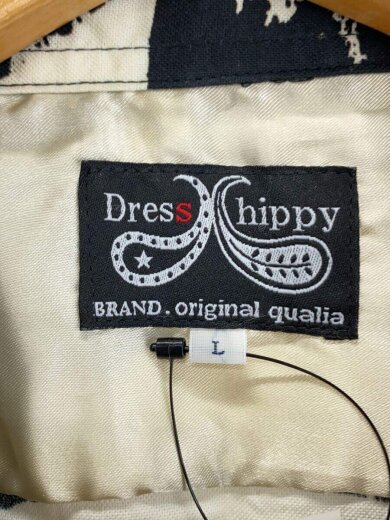 Dress hippy
BRAND. original qualia
L